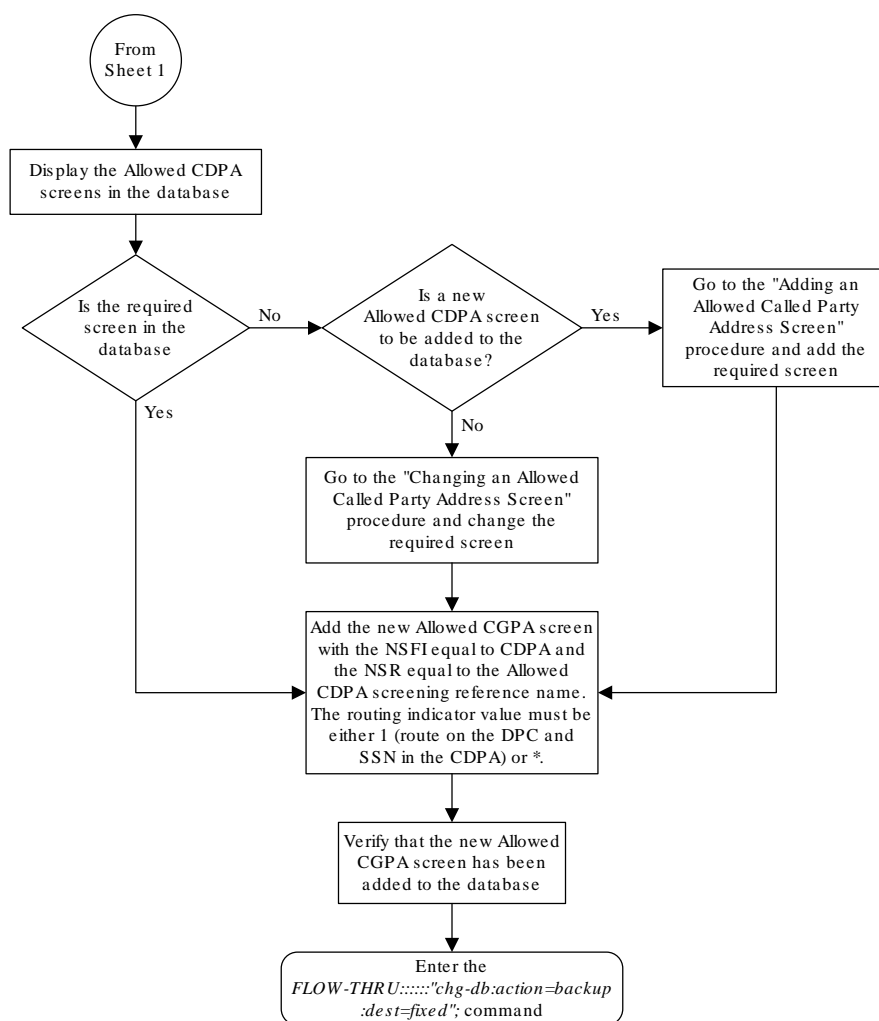 From
Sheet 1
Display the Allowed CDPA
screens in the database
Is the required
screen in the
database
No
Is a new
Allowed CDPA screen
to be added to the
database?
Yes
Go to the "Adding an
Allowed Called Party
Address Screen"
procedure and add the
required screen
Yes
No
Go to the "Changing an Allowed
Called Party Address Screen"
procedure and change the
required screen
Add the new Allowed CGPA screen
with the NSFI equal to CDPA and
the NSR equal to the Allowed
CDPA screening reference name.
The routing indicator value must be
either 1 (route on the DPC and
SSN in the CDPA) or *.
Verify that the new Allowed
CGPA screen has been
added to the database
Enter the
FLOW-THRU::::::"chg-db:action=backup
:dest=fixed"; command